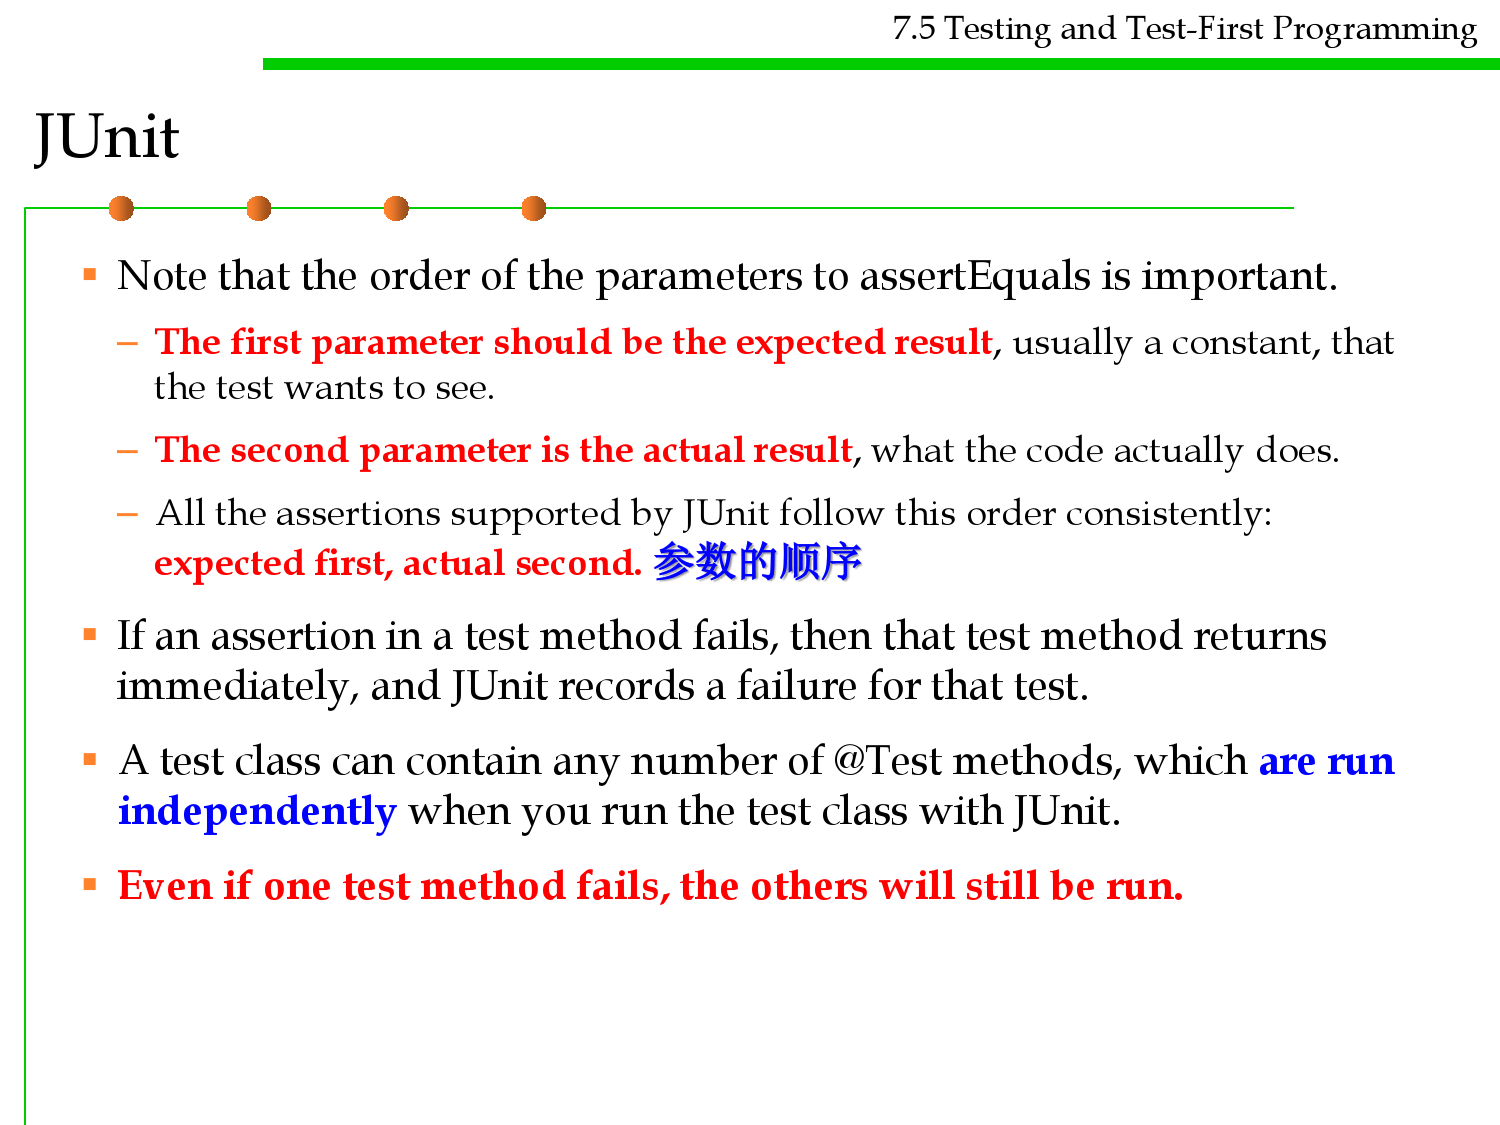 7.5 Testing and Test-First Programming
JUnit
▪ Note that the order of the parameters to assertEquals is important.
– The first parameter should be the expected result, usually a constant, that
the test wants to see.
– The second parameter is the actual result, what the code actually does.
– All the assertions supported by JUnit follow this order consistently:
expected first, actual second. 参数的顺序
▪ If an assertion in a test method fails, then that test method returns
immediately, and JUnit records a failure for that test.
▪ A test class can contain any number of @Test methods, which are run
independently when you run the test class with JUnit.
▪ Even if one test method fails, the others will still be run.